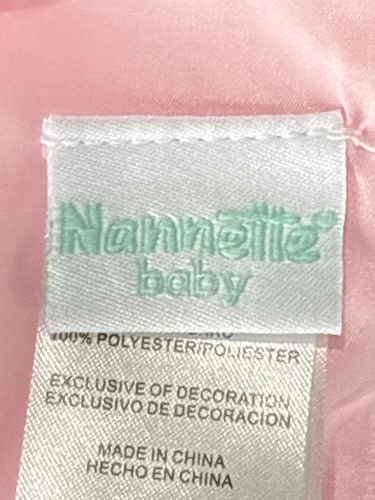 Nannette®
baby
100% POLYESTER/POLIESTER
EXCLUSIVE OF DECORATION
EXCLUSIVO DE DECORACION
MADE IN CHINA
HECHO EN CHINA